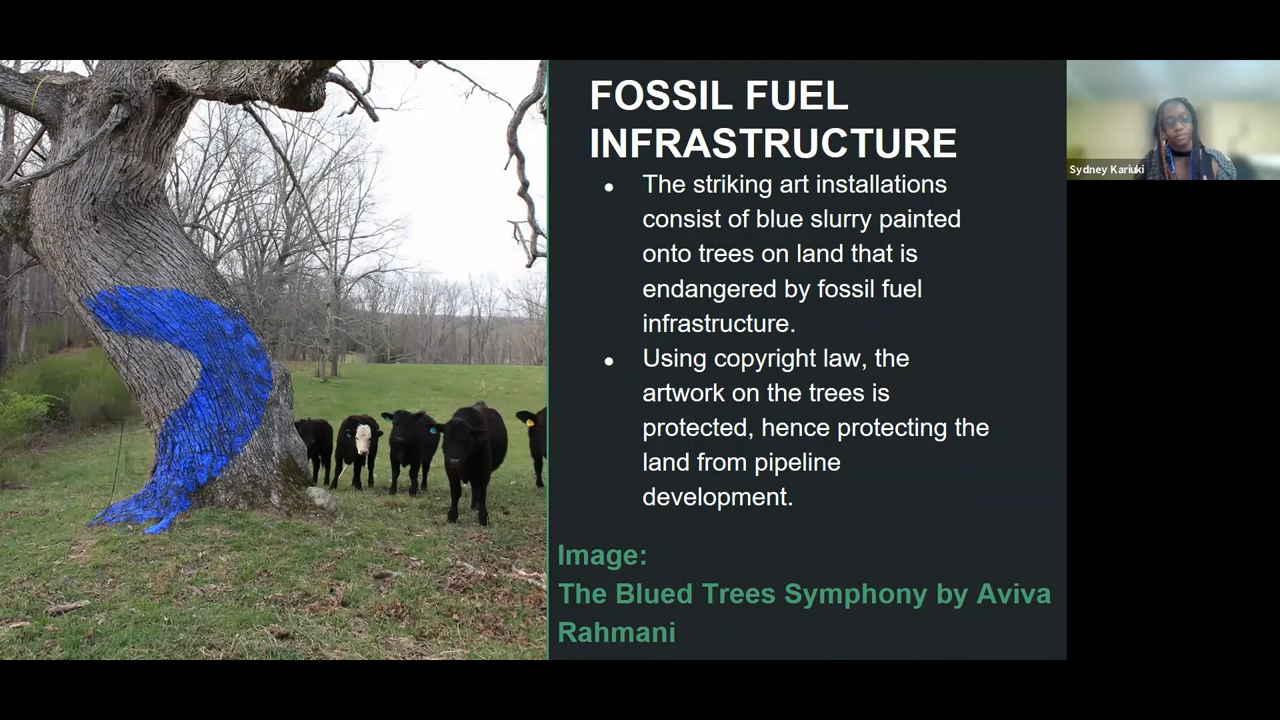 FOSSIL FUEL
INFRASTRUCTURE
● The striking art installations
consist of blue slurry painted
onto trees on land that is
endangered by fossil fuel
infrastructure.
● Using copyright law, the
artwork on the trees is
protected, hence protecting the
land from pipeline
development.
Image:
The Blued Trees Symphony by Aviva
Rahmani
Sydney Kariuki